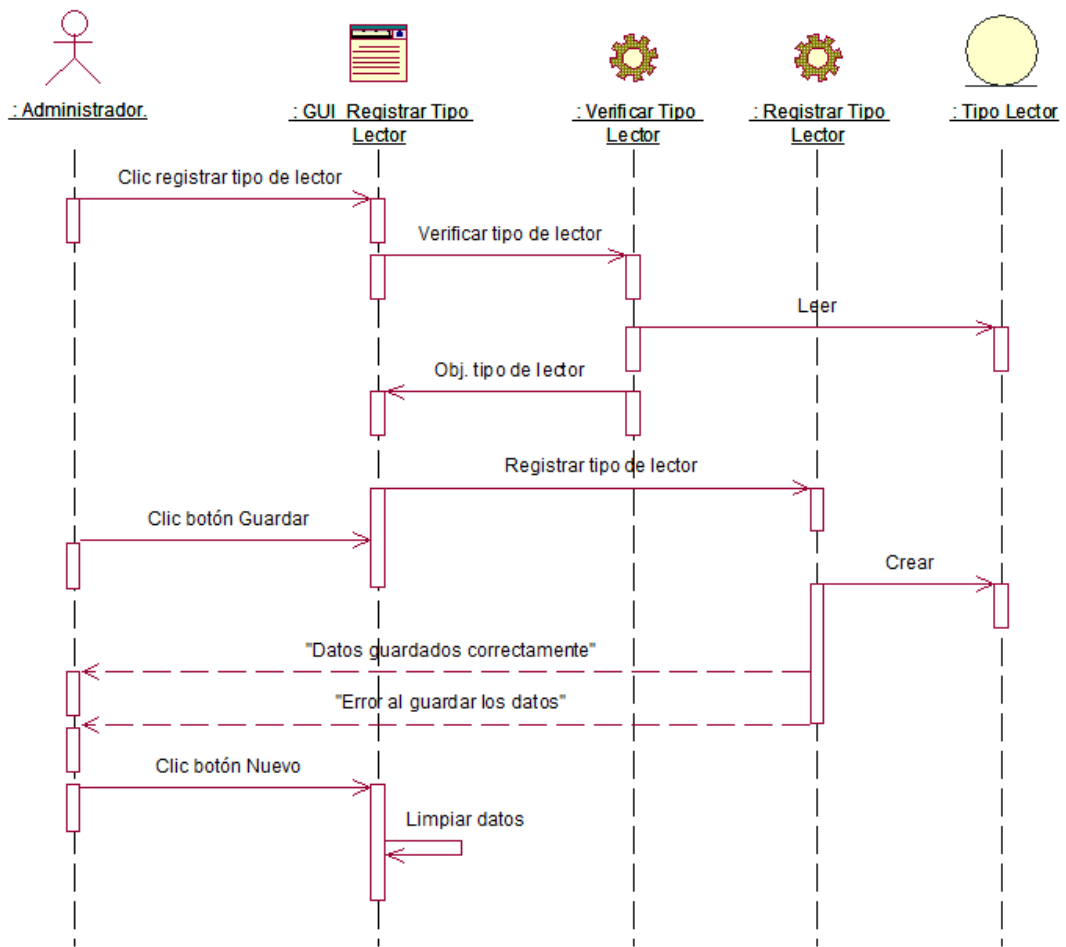 : Administrador.
: GUI Registrar Tipo
Lector
: Verificar Tipo
Lector
: Registrar Tipo
Lector
: Tipo Lector
Clic registrar tipo de lector
Verificar tipo de lector
Leer
Obj. tipo de lector
Registrar tipo de lector
Clic botón Guardar
Crear
"Datos guardados correctamente"
"Error al guardar los datos"
Clic botón Nuevo
Limpiar datos